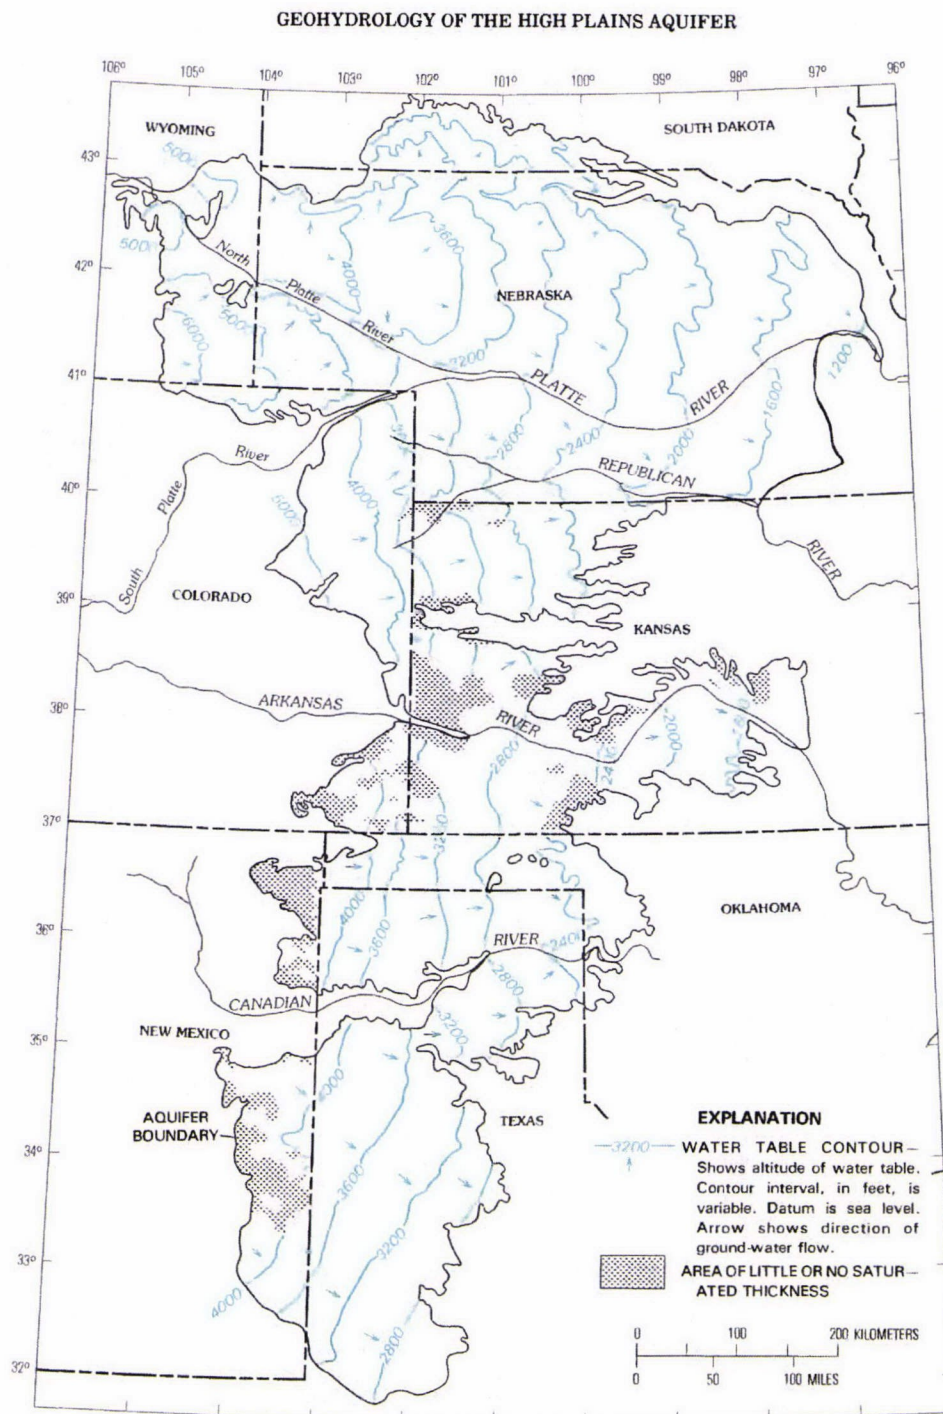 GEOHYDROLOGY OF THE HIGH PLAINS AQUIFER
106° 105° 104° 103° 102° 101° 100° 99° 98° 97° 96°
WYOMING
SOUTH DAKOTA
43°
5000
3600
5000
North
4000
42°
Platte
NEBRASKA
6000
5000
River
3200
1200
41°
PLATTE
RIVER
1600
2800
2400
2000
River
REPUBLICAN
Platte
4000
5000
40°
South
RIVER
COLORADO
39°
KANSAS
ARKANSAS
RIVER
38°
2000
1600
2800
2400
37°
3200
4000
3600
OKLAHOMA
36°
RIVER
2400
2800
CANADIAN
3200
NEW MEXICO
35°
4000
AQUIFER
BOUNDARY
TEXAS
34°
3600
3200
33°
4000
2800
32°
EXPLANATION
3200
WATER TABLE CONTOUR—
Shows altitude of water table.
Contour interval, in feet, is
variable. Datum is sea level.
Arrow shows direction of
ground-water flow.
AREA OF LITTLE OR NO SATUR—
ATED THICKNESS
0 100 200 KILOMETERS
0 50 100 MILES